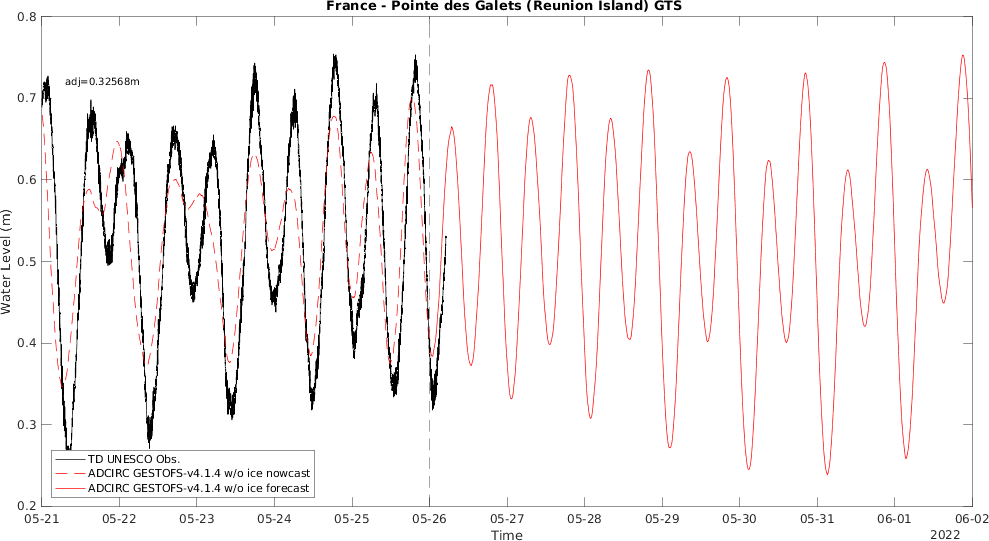 France - Pointe des Galets (Reunion Island) GTS
0.8
0.7
0.6
0.5
0.4
0.3
0.2
Water Level (m)
adj=0.32568m
TD UNESCO Obs.
ADCIRC GESTOFS-v4.1.4 w/o ice nowcast
ADCIRC GESTOFS-v4.1.4 w/o ice forecast
05-21 05-22 05-23 05-24 05-25 05-26 05-27 05-28 05-29 05-30 05-31 06-01 06-02
Time
2022